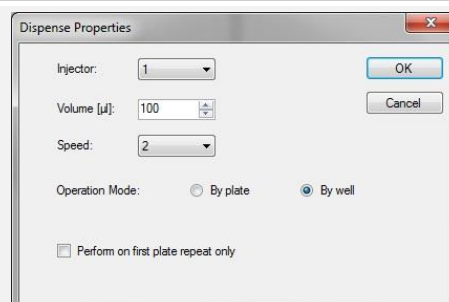 Dispense Properties
Injector: 1
OK
Volume [µl]: 100
Cancel
Speed: 2
Operation Mode: By plate By well
Perform on first plate repeat only